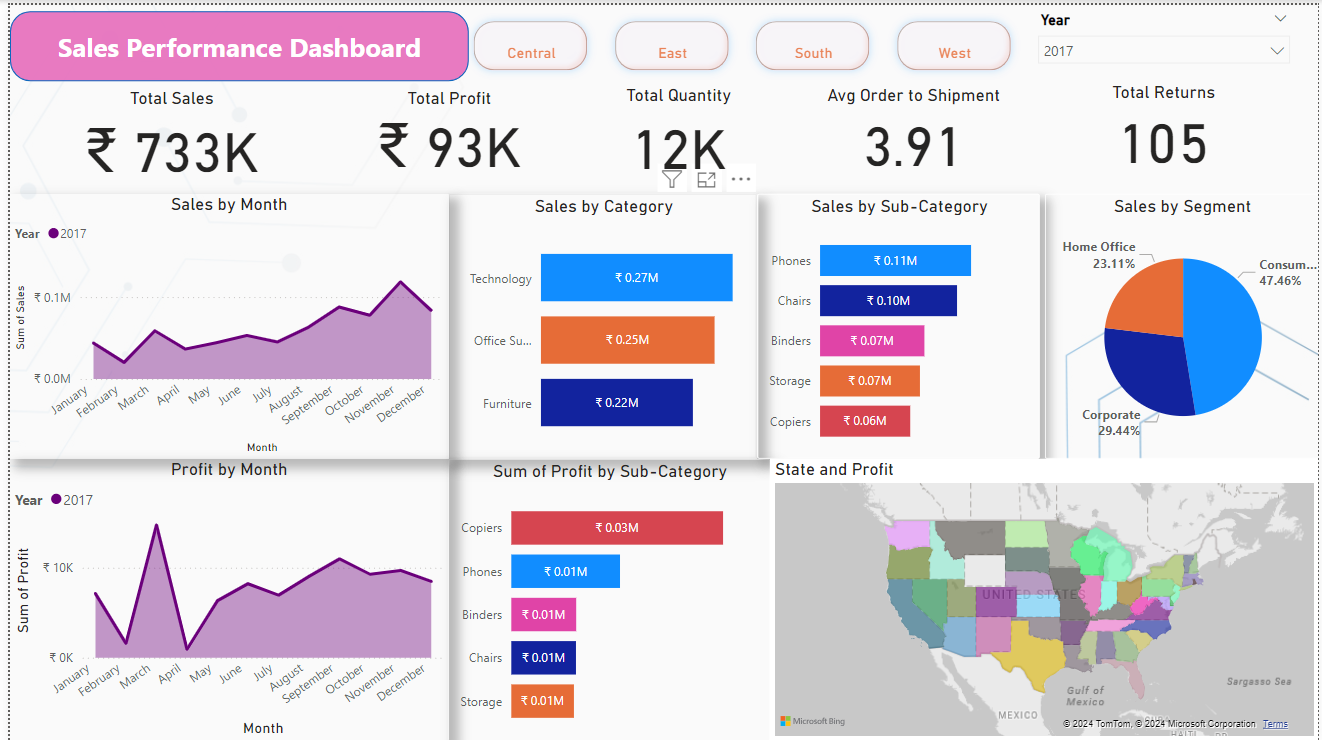 Sales Performance Dashboard
Central
East
South
West
Year
2017
Total Sales
₹ 733K
Total Profit
₹ 93K
Total Quantity
12K
Avg Order to Shipment
3.91
Total Returns
105
Sales by Month
Year 2017
Sum of Sales
₹ 0.1M
₹ 0.0M
January
February
March
April
May
June
July
August
September
October
November
December
Month
Sales by Category
Technology ₹ 0.27M
Office Su... ₹ 0.25M
Furniture ₹ 0.22M
Sales by Sub-Category
Phones ₹ 0.11M
Chairs ₹ 0.10M
Binders ₹ 0.07M
Storage ₹ 0.07M
Copiers ₹ 0.06M
Sales by Segment
Home Office
23.11%
Consum...
47.46%
Corporate
29.44%
Profit by Month
Year 2017
Sum of Profit
₹ 10K
₹ 0K
January
February
March
April
May
June
July
August
September
October
November
December
Month
Sum of Profit by Sub-Category
Copiers ₹ 0.03M
Phones ₹ 0.01M
Binders ₹ 0.01M
Chairs ₹ 0.01M
Storage ₹ 0.01M
State and Profit
UNITED STATES
Gulf of
Mexico
Sargasso Sea
MEXICO
Microsoft Bing
© 2024 TomTom, © 2024 Microsoft Corporation Terms
HAITI